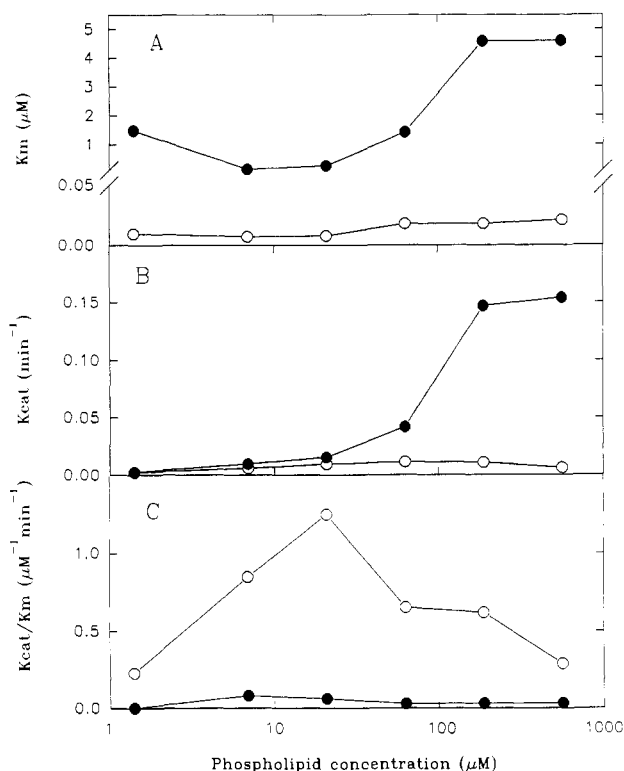 A
5
4
3
2
1
0.05
0.00
Km (μM)
B
0.15
0.10
0.05
0.00
Kcat (min⁻¹)
C
1.0
0.5
0.0
Kcat/Km (μM⁻¹min⁻¹)
1 10 100 1000
Phospholipid concentration (μM)